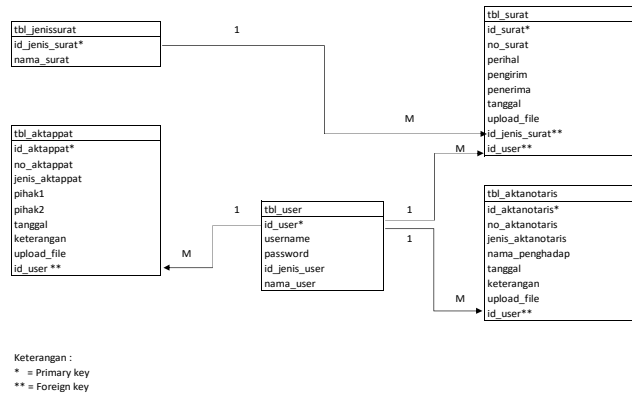 tbl_jenissurat
id_jenis_surat*
nama_surat
1
M
tbl_surat
id_surat*
no_surat
perihal
pengirim
penerima
tanggal
upload_file
id_jenis_surat**
id_user**
tbl_aktappat
id_aktappat*
no_aktappat
jenis_aktappat
pihak1
pihak2
tanggal
keterangan
upload_file
id_user **
1
M
tbl_user
id_user*
username
password
id_jenis_user
nama_user
1
M
1
M
tbl_aktanotaris
id_aktanotaris*
no_aktanotaris
jenis_aktanotaris
nama_penghadap
tanggal
keterangan
upload_file
id_user**
Keterangan :
* = Primary key
** = Foreign key